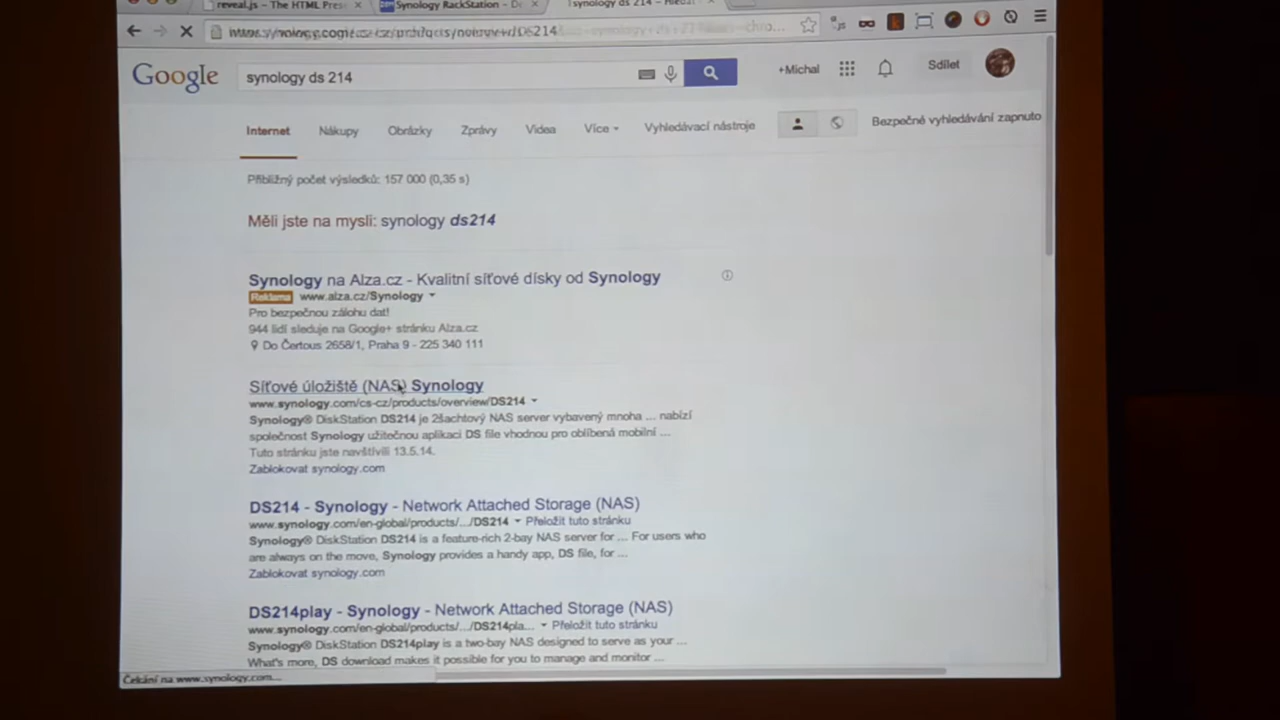 reveal.js – The HTML Pres
Synology RackStation - D
synology ds 214 – Hledat
Google
synology ds 214
+Michal
Sdílet
Internet Nákupy Obrázky Zprávy Videa Více Vyhledávací nástroje
Bezpečné vyhledávání zapnuto
Přibližný počet výsledků: 157 000 (0,35 s)
Měli jste na mysli: synology ds214
Synology na Alza.cz - Kvalitní síťové dísky od Synology
Reklama www.alza.cz/Synology
Pro bezpečnou zálohu dat!
944 lidí sleduje na Google+ stránku Alza.cz
Do Čertous 2658/1, Praha 9 - 225 340 111
Síťové úložiště (NAS) Synology
www.synology.com/cs-cz/products/overview/DS214
Synology® DiskStation DS214 je 2šachtový NAS server vybavený mnoha ... nabízí
společnost Synology užitečnou aplikaci DS file vhodnou pro oblíbená mobilní ...
Tuto stránku jste navštívili 13.5.14.
Zablokovat synology.com
DS214 - Synology - Network Attached Storage (NAS)
www.synology.com/en-global/products/.../DS214 Přeložit tuto stránku
Synology® DiskStation DS214 is a feature-rich 2-bay NAS server for ... For users who
are always on the move, Synology provides a handy app, DS file, for ...
Zablokovat synology.com
DS214play - Synology - Network Attached Storage (NAS)
www.synology.com/en-global/products/.../DS214pla... Přeložit tuto stránku
Synology® DiskStation DS214play is a two-bay NAS designed to serve as your ...
What's more, DS download makes it possible for you to manage and monitor ...
Čekání na www.synology.com...